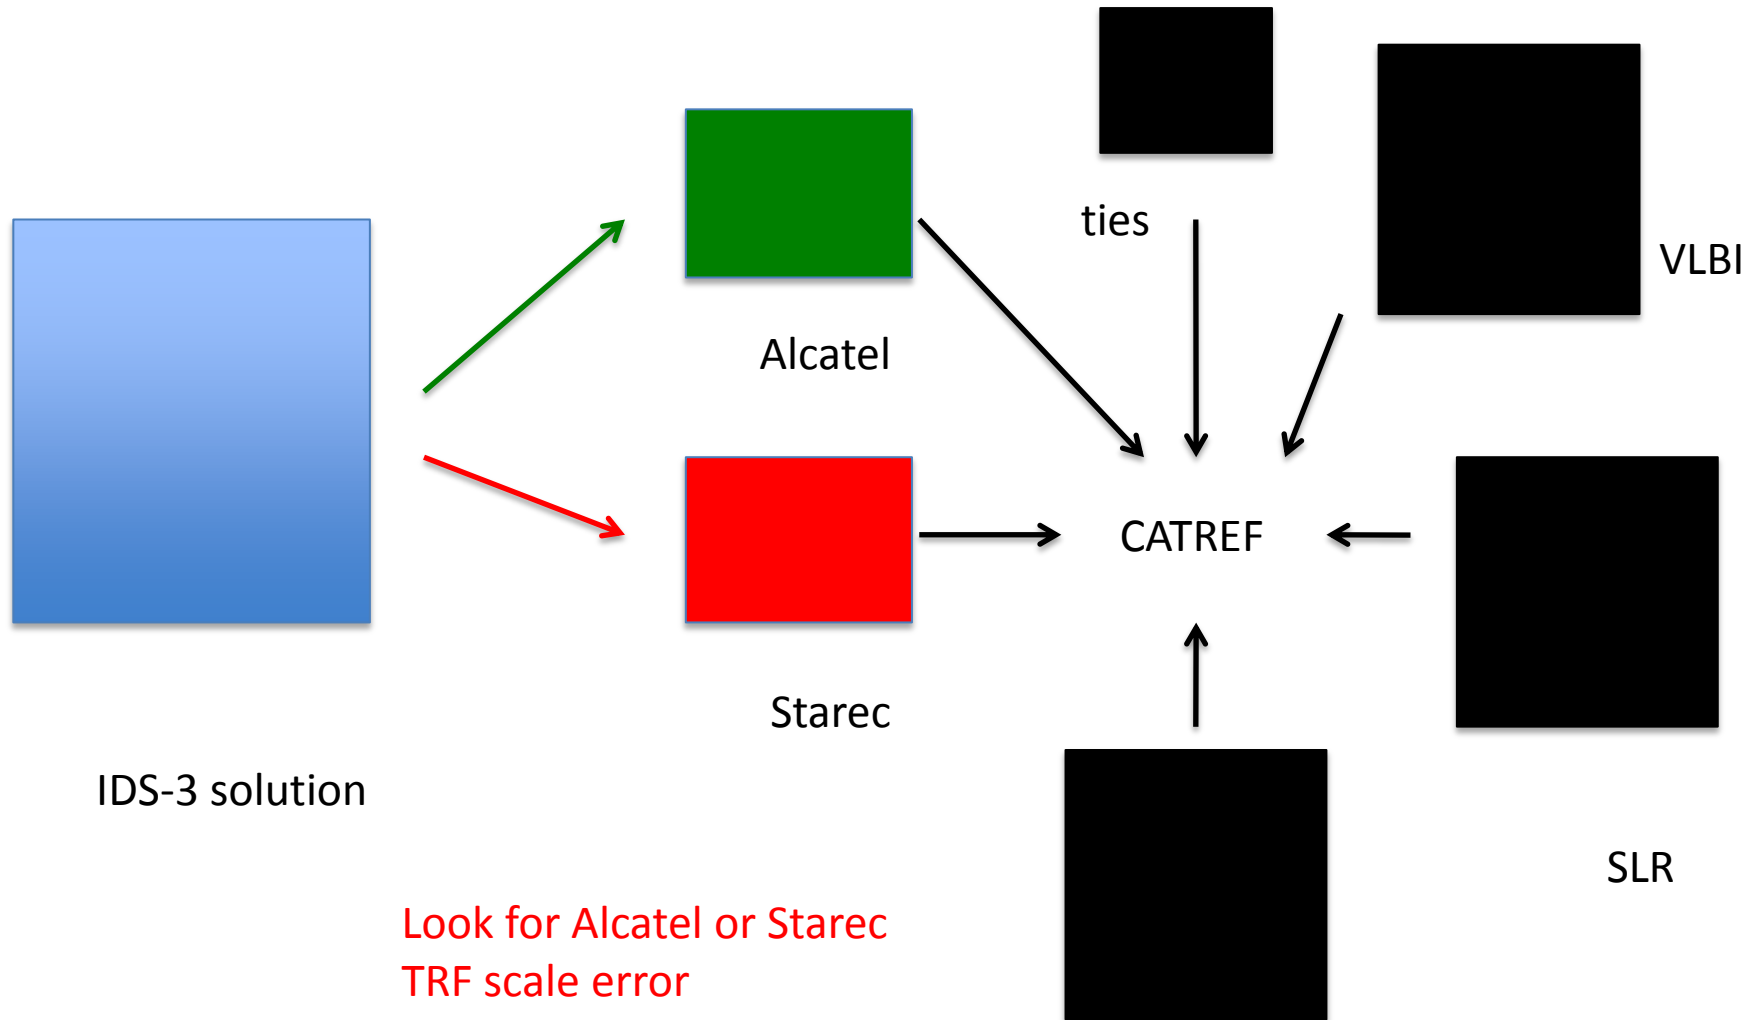 ties
VLBI
Alcatel
CATREF
Starec
IDS-3 solution
SLR
Look for Alcatel or Starec
TRF scale error